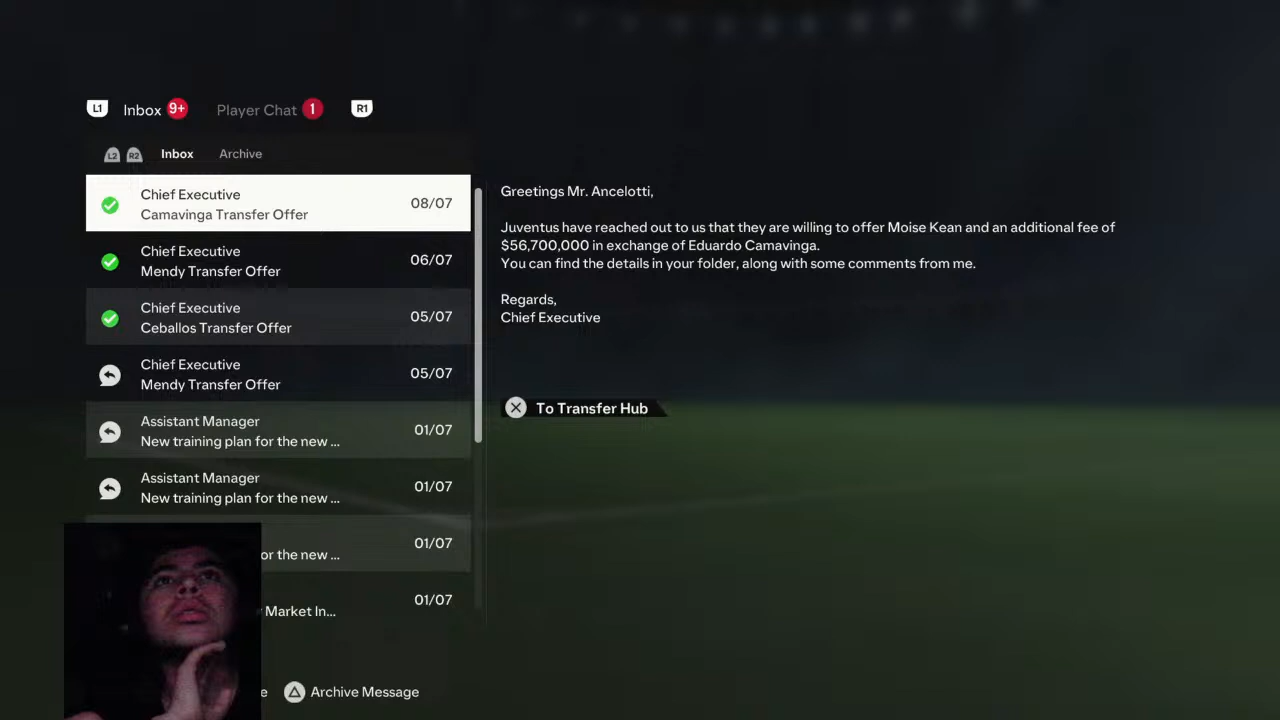 L1 Inbox 9+ Player Chat 1 R1
L2 R2 Inbox Archive
Chief Executive
Camavinga Transfer Offer
08/07
Chief Executive
Mendy Transfer Offer
06/07
Chief Executive
Ceballos Transfer Offer
05/07
Chief Executive
Mendy Transfer Offer
05/07
Assistant Manager
New training plan for the new ...
01/07
Assistant Manager
New training plan for the new ...
01/07
or the new ...
01/07
Market In...
01/07
Greetings Mr. Ancelotti,
Juventus have reached out to us that they are willing to offer Moise Kean and an additional fee of
$56,700,000 in exchange of Eduardo Camavinga.
You can find the details in your folder, along with some comments from me.
Regards,
Chief Executive
To Transfer Hub
Archive Message